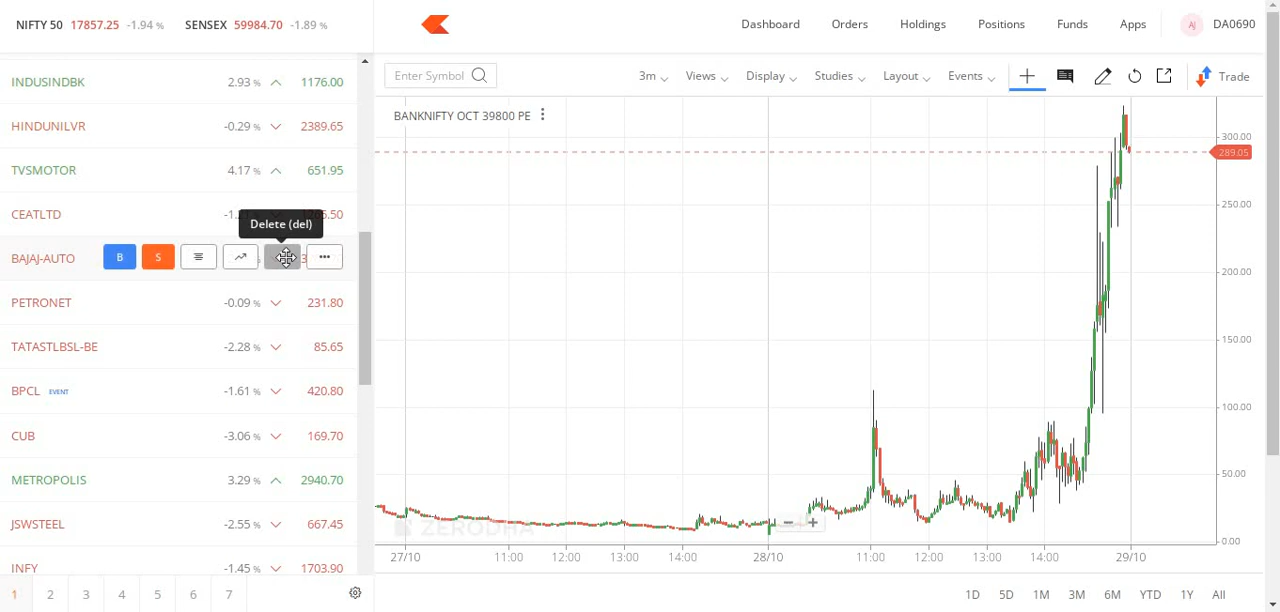 NIFTY 50 17857.25 -1.94 % SENSEX 59984.70 -1.89 %
Dashboard Orders Holdings Positions Funds Apps AJ DA0690
INDUSINDBK 2.93 % 1176.00
HINDUNILVR -0.29 % 2389.65
TVSMOTOR 4.17 % 651.95
CEATLTD
Delete (del)
BAJAJ-AUTO B S
PETRONET -0.09 % 231.80
TATASTLBSL-BE -2.28 % 85.65
BPCL EVENT -1.61 % 420.80
CUB -3.06 % 169.70
METROPOLIS 3.29 % 2940.70
JSWSTEEL -2.55 % 667.45
INFY -1.45 % 1703.90
1 2 3 4 5 6 7
Enter Symbol 3m Views Display Studies Layout Events Trade
BANKNIFTY OCT 39800 PE
300.00
289.05
250.00
200.00
150.00
100.00
50.00
0.00
ZERODHA
27/10 11:00 12:00 13:00 14:00 28/10 11:00 12:00 13:00 14:00 29/10
1D 5D 1M 3M 6M YTD 1Y All